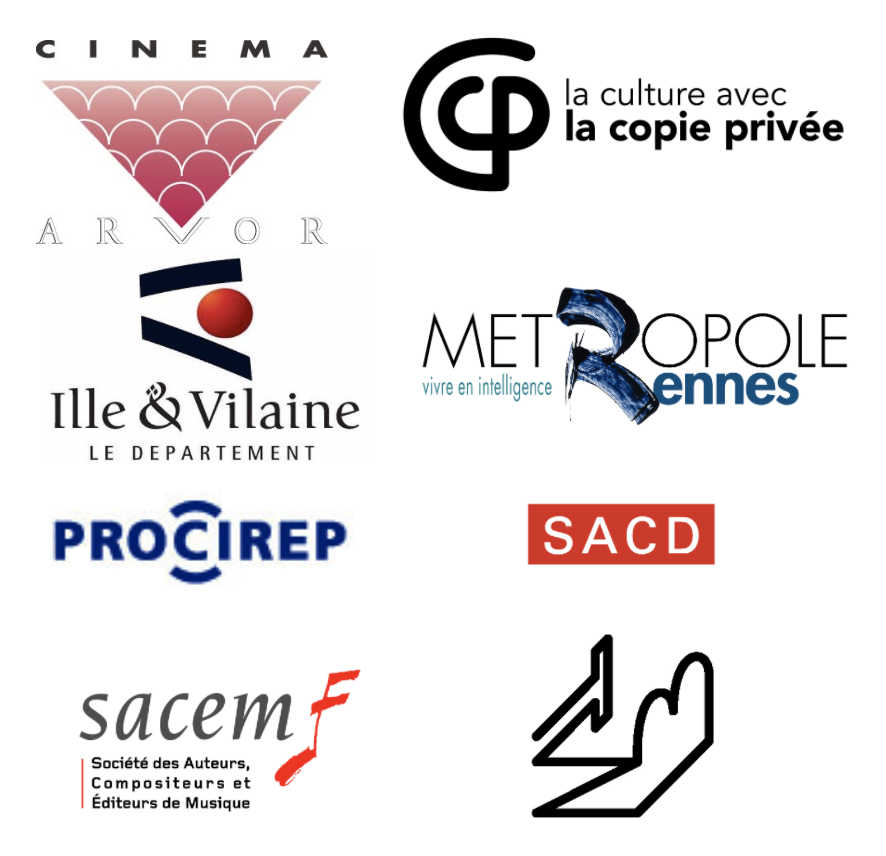 CINEMA
ARVOR
la culture avec
la copie privée
Ille & Vilaine
LE DEPARTEMENT
METROPOLE
vivre en intelligence
Rennes
PROCIREP
SACD
sacem
Société des Auteurs,
Compositeurs et
Éditeurs de Musique